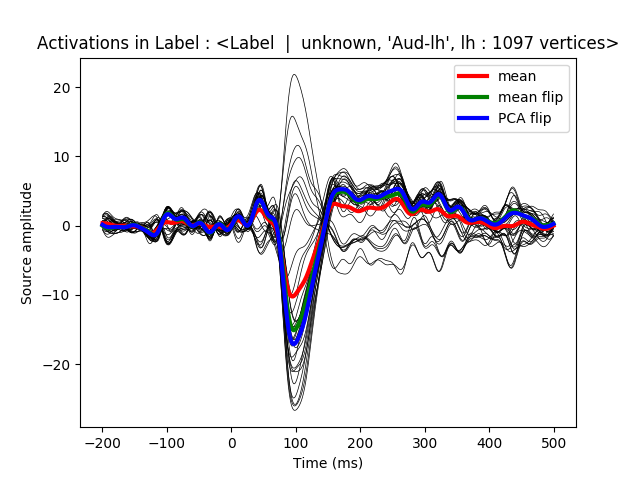 Activations in Label : <Label  |  unknown, 'Aud-lh', lh : 1097 vertices>
mean
mean flip
PCA flip
20
10
0
−10
−20
Source amplitude
−200 −100 0 100 200 300 400 500
Time (ms)